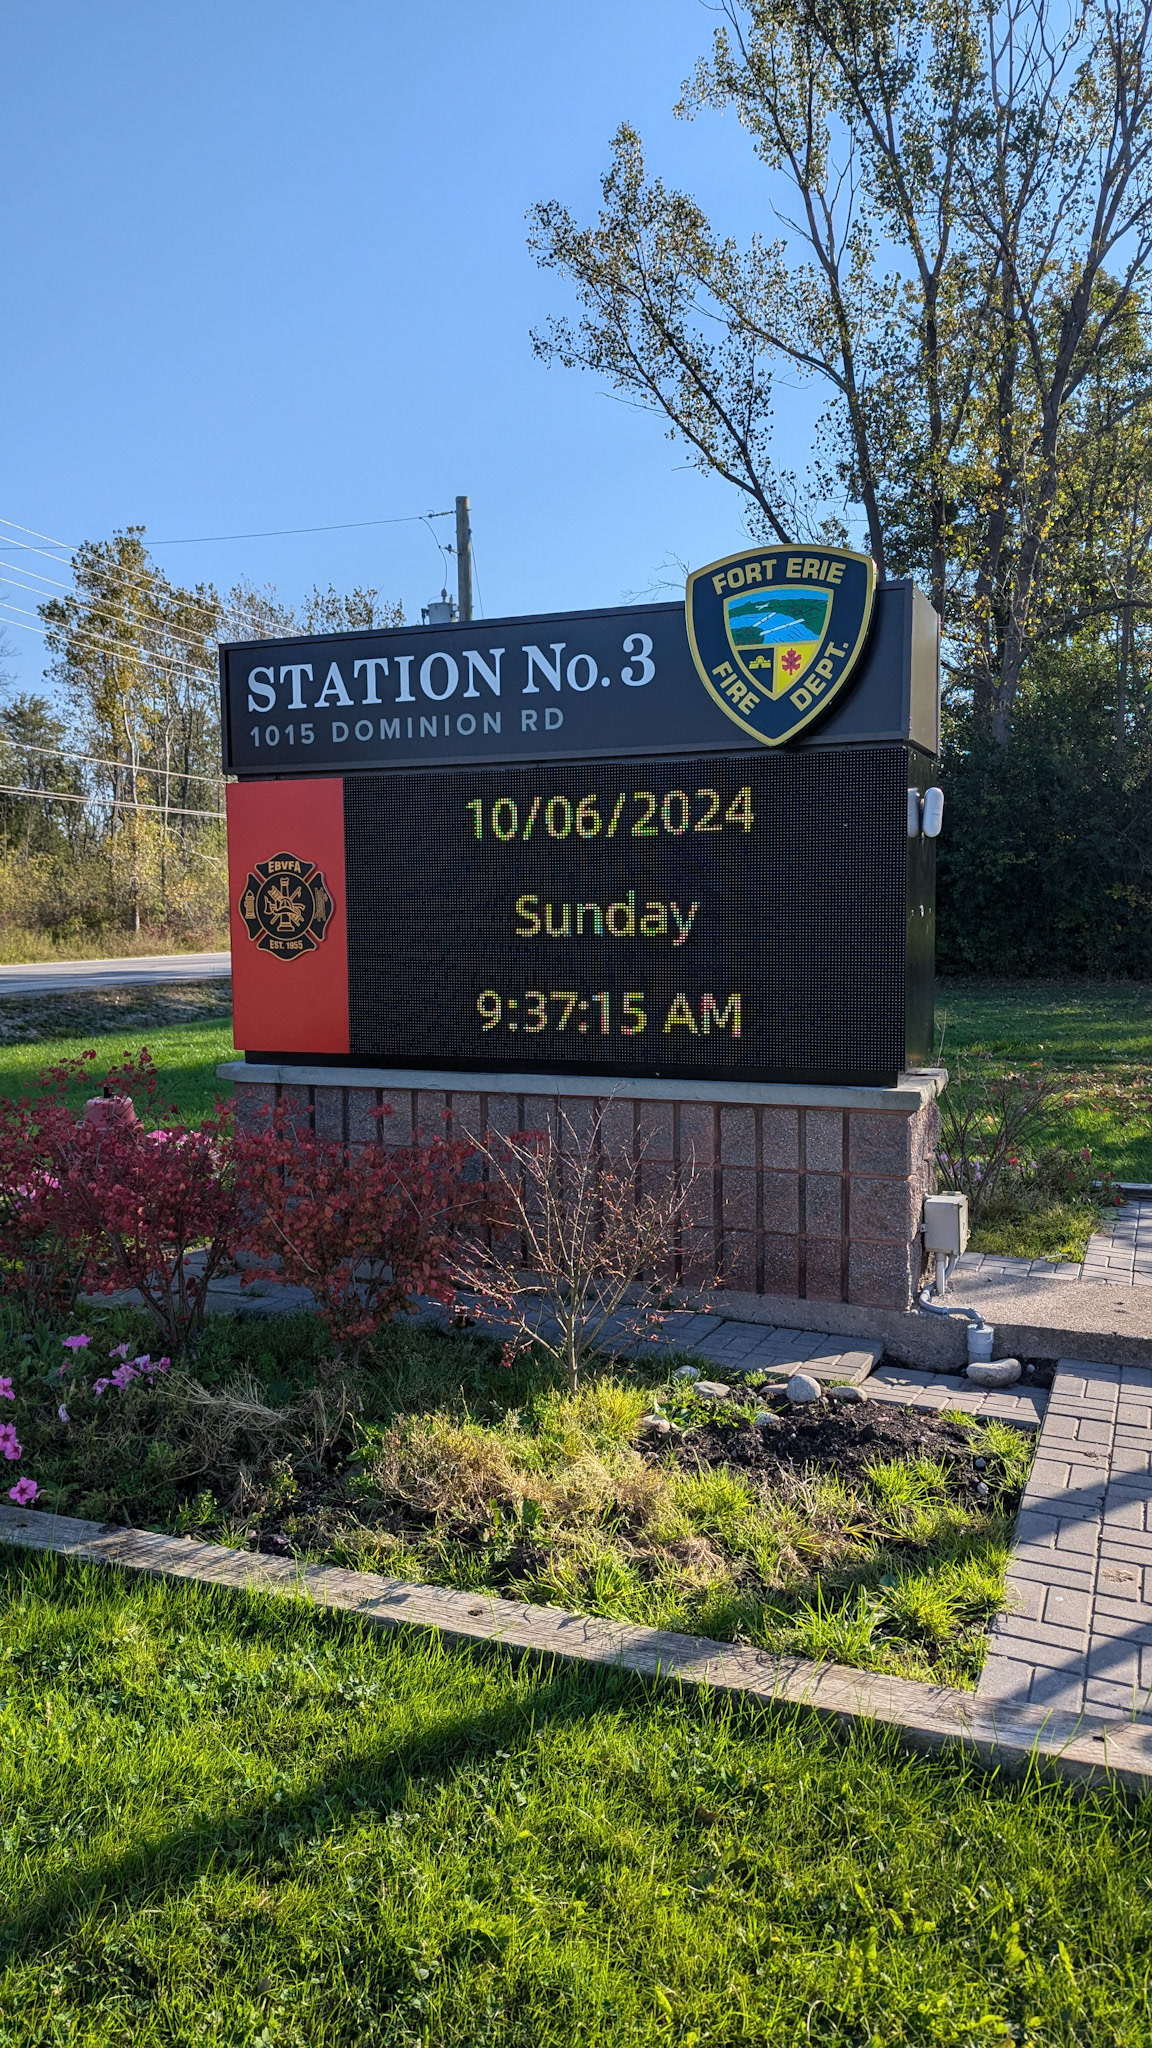 FORT ERIE
FIRE DEPT.
STATION No. 3
1015 DOMINION RD
10/06/2024
Sunday
9:37:15 AM
EBVFA
EST. 1955